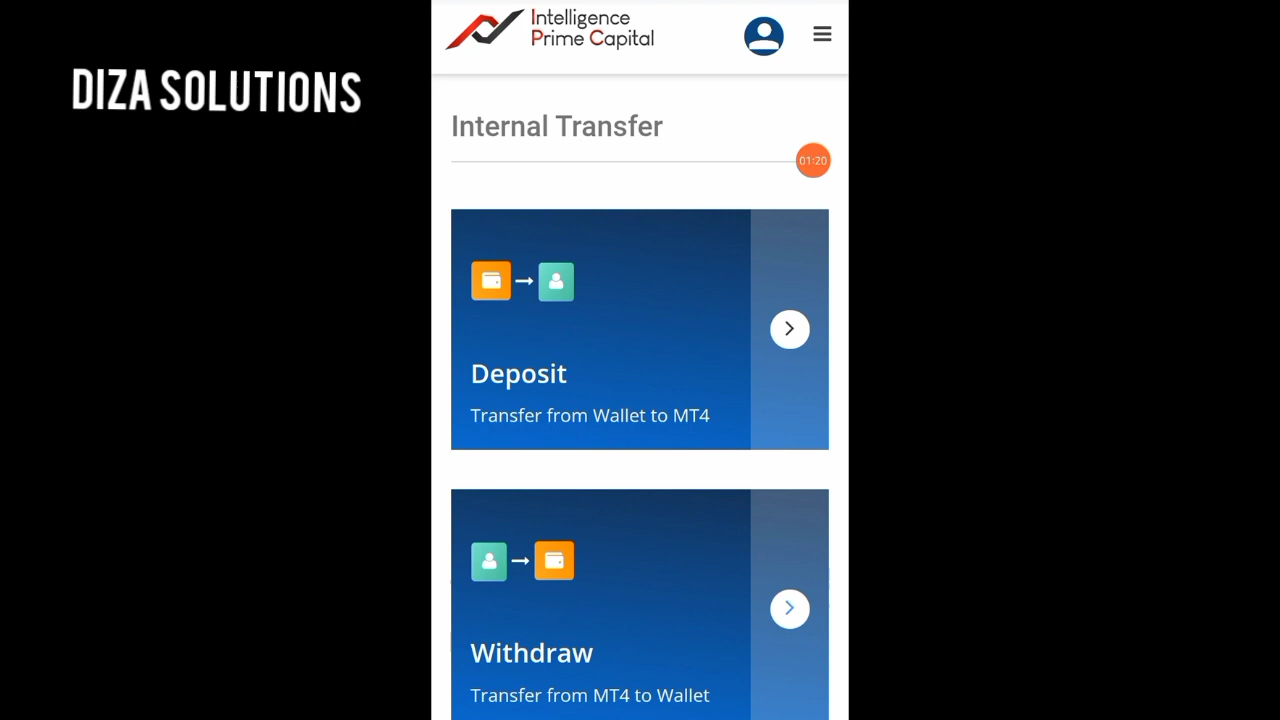 DIZA SOLUTIONS
Intelligence
Prime Capital
Internal Transfer
01:20
Deposit
Transfer from Wallet to MT4
Withdraw
Transfer from MT4 to Wallet